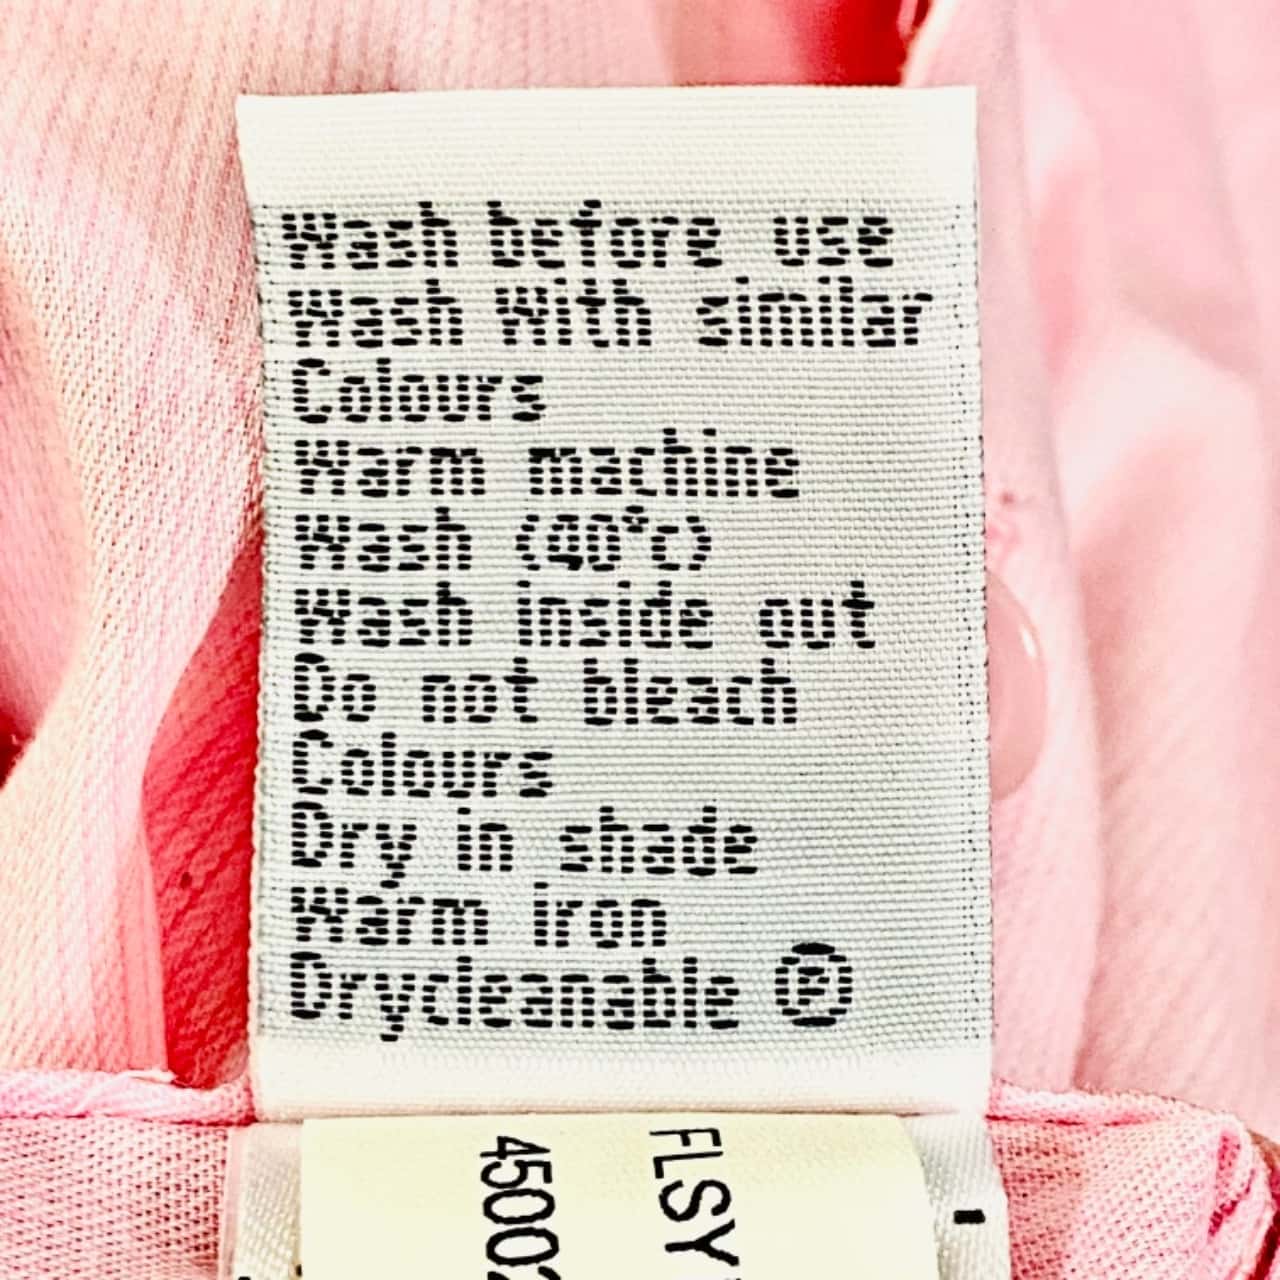 Wash before use
Wash with similar
Colours
Warm machine
Wash (40°c)
Wash inside out
Do not bleach
Colours
Dry in shade
Warm iron
Drycleanable Ⓟ
FLSY
4500